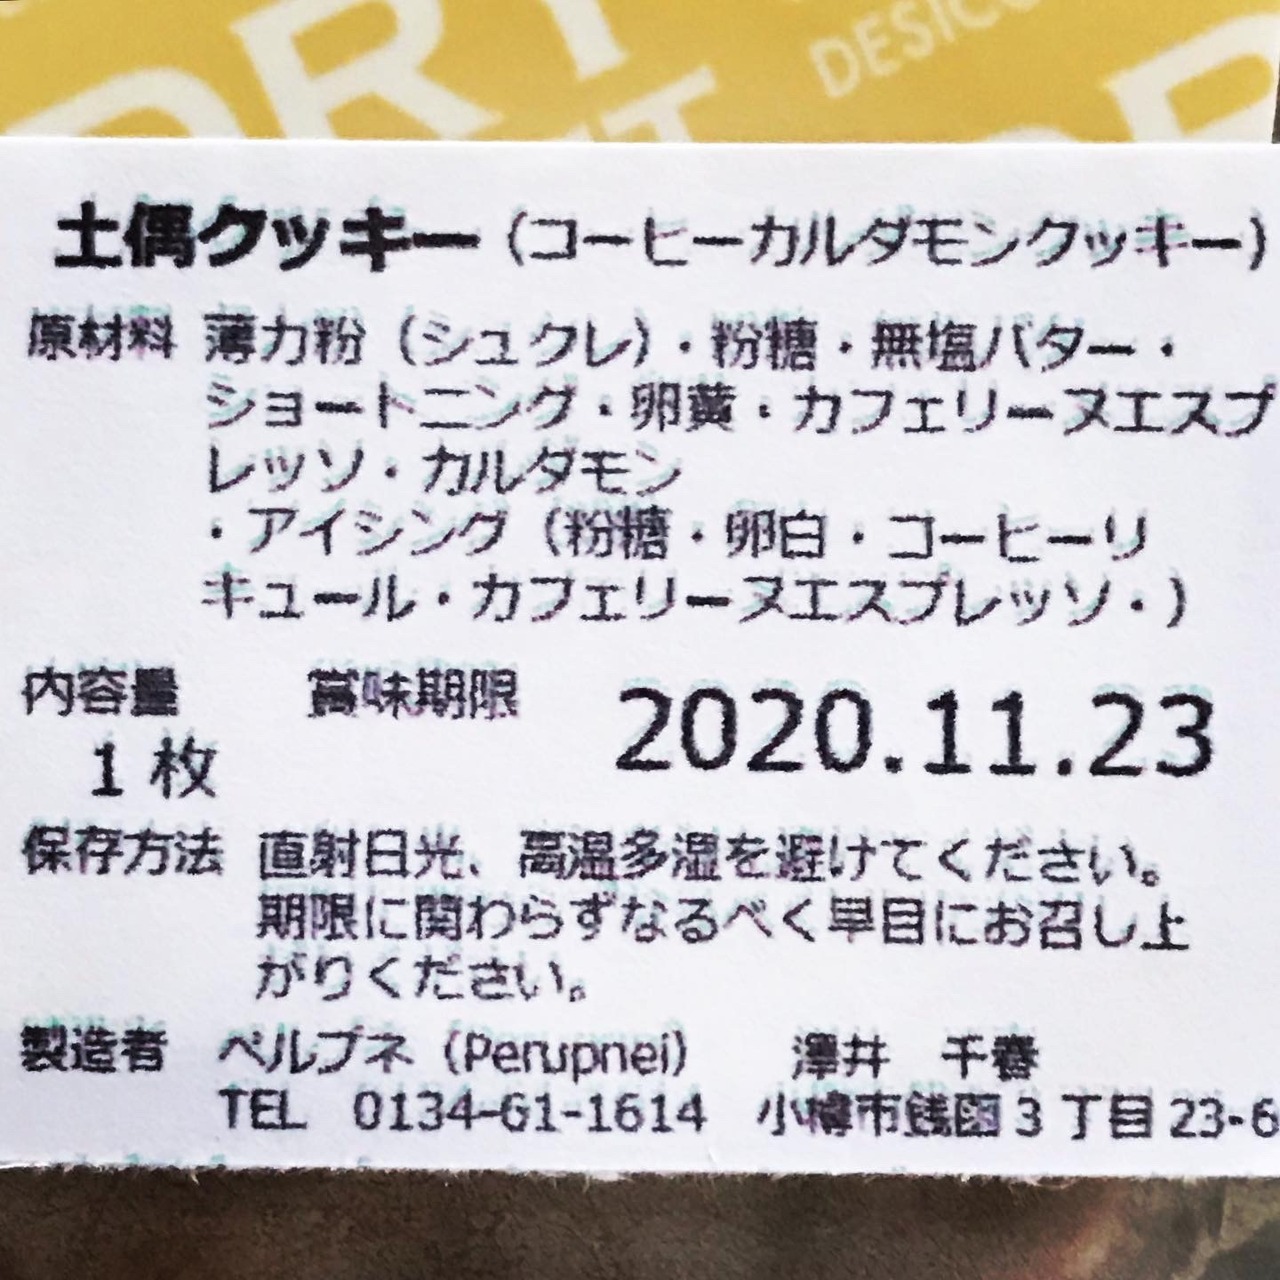 DESIG
土偶クッキー（コーヒーカルダモンクッキー）
原材料 薄力粉（シュクレ）・粉糖・無塩バター・
ショートニング・卵黄・カフェリーヌエスプ
レッソ・カルダモン
・アイシング（粉糖・卵白・コーヒーリ
キュール・カフェリーヌエスプレッソ・）
内容量 賞味期限 2020.11.23
1枚
保存方法 直射日光、高温多湿を避けてください。
期限に関わらずなるべく早目にお召し上
がりください。
製造者 ペルプネ（Perupnei） 澤井 千春
TEL 0134-61-1614 小樽市銭函3丁目23-6